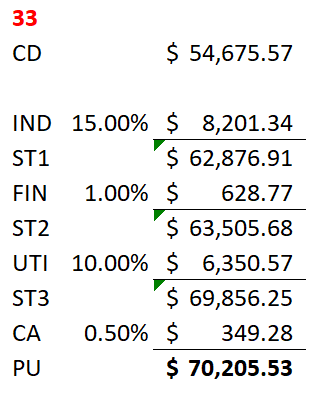 33
CD $ 54,675.57
IND 15.00% $ 8,201.34
ST1 $ 62,876.91
FIN 1.00% $ 628.77
ST2 $ 63,505.68
UTI 10.00% $ 6,350.57
ST3 $ 69,856.25
CA 0.50% $ 349.28
PU $ 70,205.53